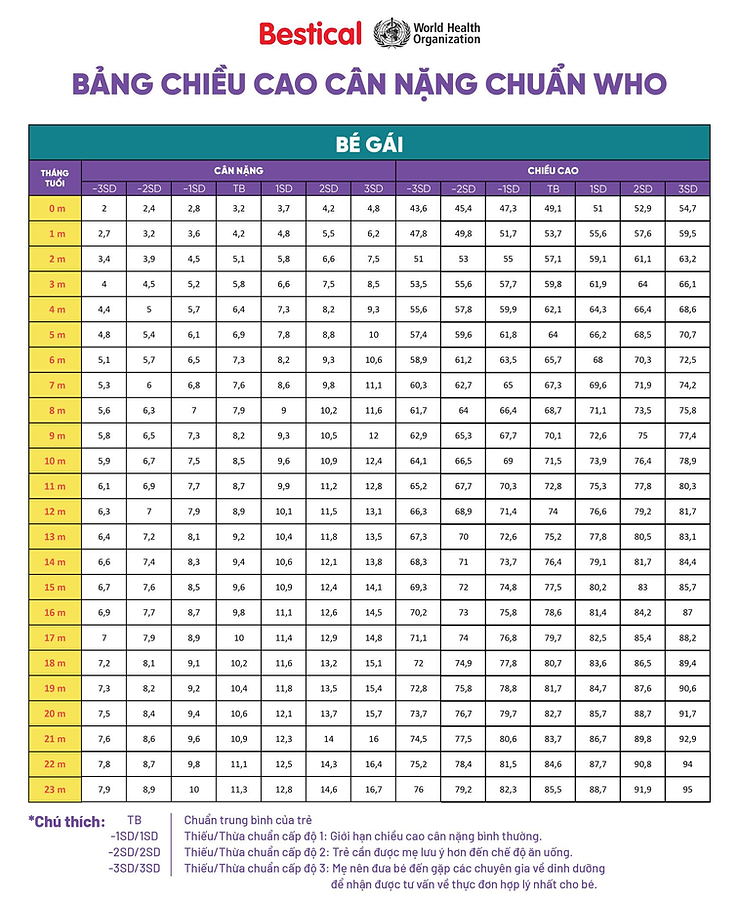 Bestical World Health
Organization
BẢNG CHIỀU CAO CÂN NẶNG CHUẨN WHO
BÉ GÁI
THÁNG TUỔI CÂN NẶNG CHIỀU CAO
-3SD -2SD -1SD TB 1SD 2SD 3SD -3SD -2SD -1SD TB 1SD 2SD 3SD
0 m 2 2,4 2,8 3,2 3,7 4,2 4,8 43,6 45,4 47,3 49,1 51 52,9 54,7
1 m 2,7 3,2 3,6 4,2 4,8 5,5 6,2 47,8 49,8 51,7 53,7 55,6 57,6 59,5
2 m 3,4 3,9 4,5 5,1 5,8 6,6 7,5 51 53 55 57,1 59,1 61,1 63,2
3 m 4 4,5 5,2 5,8 6,6 7,5 8,5 53,5 55,6 57,7 59,8 61,9 64 66,1
4 m 4,4 5 5,7 6,4 7,3 8,2 9,3 55,6 57,8 59,9 62,1 64,3 66,4 68,6
5 m 4,8 5,4 6,1 6,9 7,8 8,8 10 57,4 59,6 61,8 64 66,2 68,5 70,7
6 m 5,1 5,7 6,5 7,3 8,2 9,3 10,6 58,9 61,2 63,5 65,7 68 70,3 72,5
7 m 5,3 6 6,8 7,6 8,6 9,8 11,1 60,3 62,7 65 67,3 69,6 71,9 74,2
8 m 5,6 6,3 7 7,9 9 10,2 11,6 61,7 64 66,4 68,7 71,1 73,5 75,8
9 m 5,8 6,5 7,3 8,2 9,3 10,5 12 62,9 65,3 67,7 70,1 72,6 75 77,4
10 m 5,9 6,7 7,5 8,5 9,6 10,9 12,4 64,1 66,5 69 71,5 73,9 76,4 78,9
11 m 6,1 6,9 7,7 8,7 9,9 11,2 12,8 65,2 67,7 70,3 72,8 75,3 77,8 80,3
12 m 6,3 7 7,9 8,9 10,1 11,5 13,1 66,3 68,9 71,4 74 76,6 79,2 81,7
13 m 6,4 7,2 8,1 9,2 10,4 11,8 13,5 67,3 70 72,6 75,2 77,8 80,5 83,1
14 m 6,6 7,4 8,3 9,4 10,6 12,1 13,8 68,3 71 73,7 76,4 79,1 81,7 84,4
15 m 6,7 7,6 8,5 9,6 10,9 12,4 14,1 69,3 72 74,8 77,5 80,2 83 85,7
16 m 6,9 7,7 8,7 9,8 11,1 12,6 14,5 70,2 73 75,8 78,6 81,4 84,2 87
17 m 7 7,9 8,9 10 11,4 12,9 14,8 71,1 74 76,8 79,7 82,5 85,4 88,2
18 m 7,2 8,1 9,1 10,2 11,6 13,2 15,1 72 74,9 77,8 80,7 83,6 86,5 89,4
19 m 7,3 8,2 9,2 10,4 11,8 13,5 15,4 72,8 75,8 78,8 81,7 84,7 87,6 90,6
20 m 7,5 8,4 9,4 10,6 12,1 13,7 15,7 73,7 76,7 79,7 82,7 85,7 88,7 91,7
21 m 7,6 8,6 9,6 10,9 12,3 14 16 74,5 77,5 80,6 83,7 86,7 89,8 92,9
22 m 7,8 8,7 9,8 11,1 12,5 14,3 16,4 75,2 78,4 81,5 84,6 87,7 90,8 94
23 m 7,9 8,9 10 11,3 12,8 14,6 16,7 76 79,2 82,3 85,5 88,7 91,9 95
*Chú thích: TB Chuẩn trung bình của trẻ
-1SD/1SD Thiếu/Thừa chuẩn cấp độ 1: Giới hạn chiều cao cân nặng bình thường.
-2SD/2SD Thiếu/Thừa chuẩn cấp độ 2: Trẻ cần được mẹ lưu ý hơn đến chế độ ăn uống.
-3SD/3SD Thiếu/Thừa chuẩn cấp độ 3: Mẹ nên đưa bé đến gặp các chuyên gia về dinh dưỡng
để nhận được tư vấn về thực đơn hợp lý nhất cho bé.